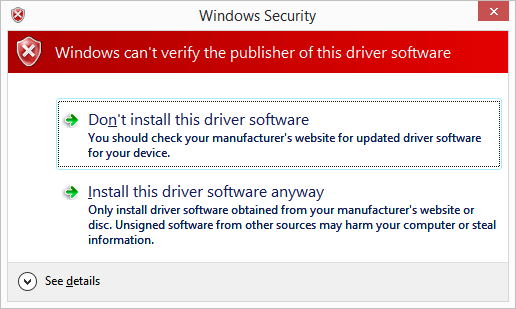 Windows Security
Windows can't verify the publisher of this driver software
Don't install this driver software
You should check your manufacturer's website for updated driver software
for your device.
Install this driver software anyway
Only install driver software obtained from your manufacturer's website or
disc. Unsigned software from other sources may harm your computer or steal
information.
See details